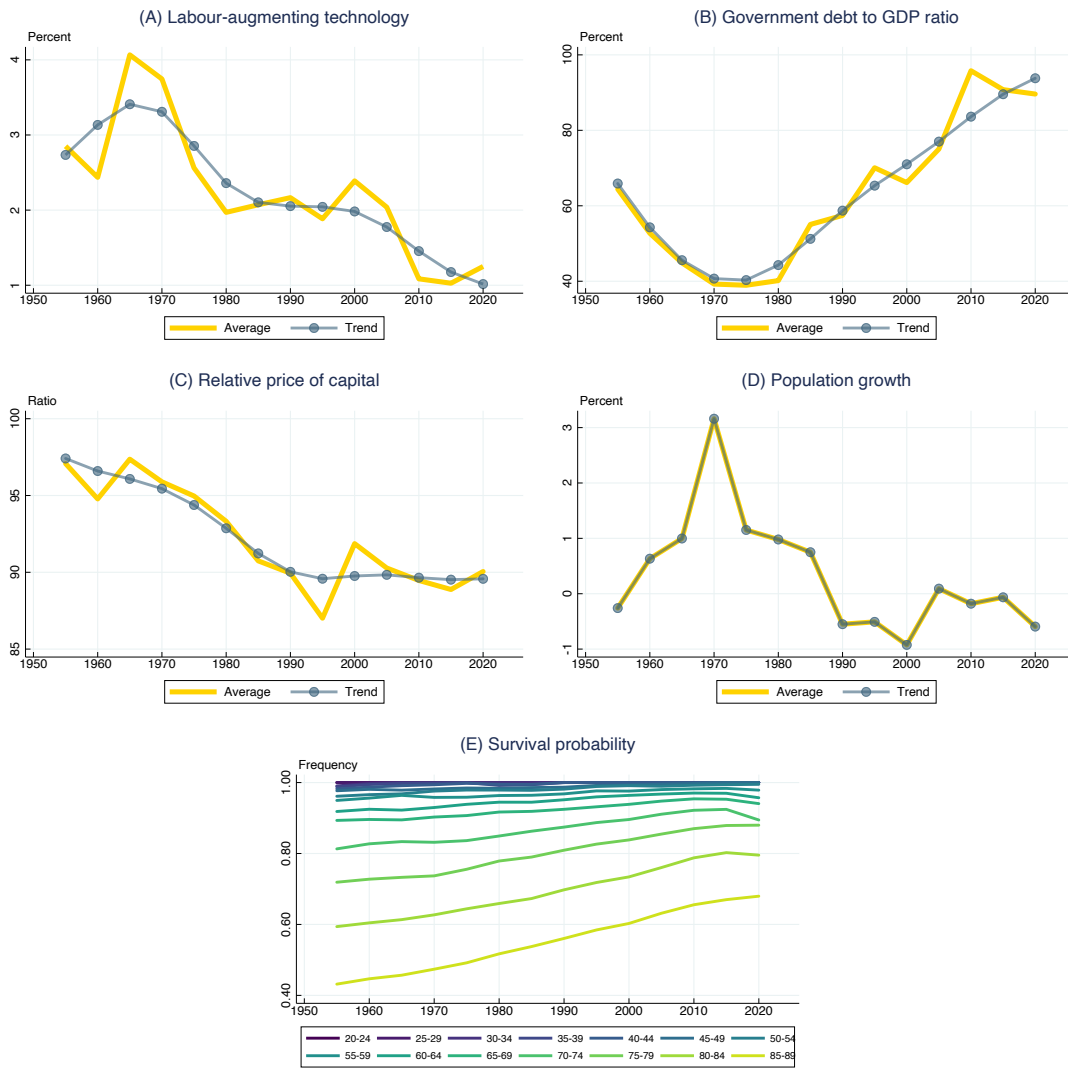 (A) Labour-augmenting technology
Percent
4
3
2
1
1950 1960 1970 1980 1990 2000 2010 2020
Average Trend
(B) Government debt to GDP ratio
Percent
100
80
60
40
1950 1960 1970 1980 1990 2000 2010 2020
Average Trend
(C) Relative price of capital
Ratio
100
95
90
85
1950 1960 1970 1980 1990 2000 2010 2020
Average Trend
(D) Population growth
Percent
3
2
1
0
-1
1950 1960 1970 1980 1990 2000 2010 2020
Average Trend
(E) Survival probability
Frequency
1.00
0.80
0.60
0.40
1950 1960 1970 1980 1990 2000 2010 2020
20-24 25-29 30-34 35-39 40-44 45-49 50-54
55-59 60-64 65-69 70-74 75-79 80-84 85-89